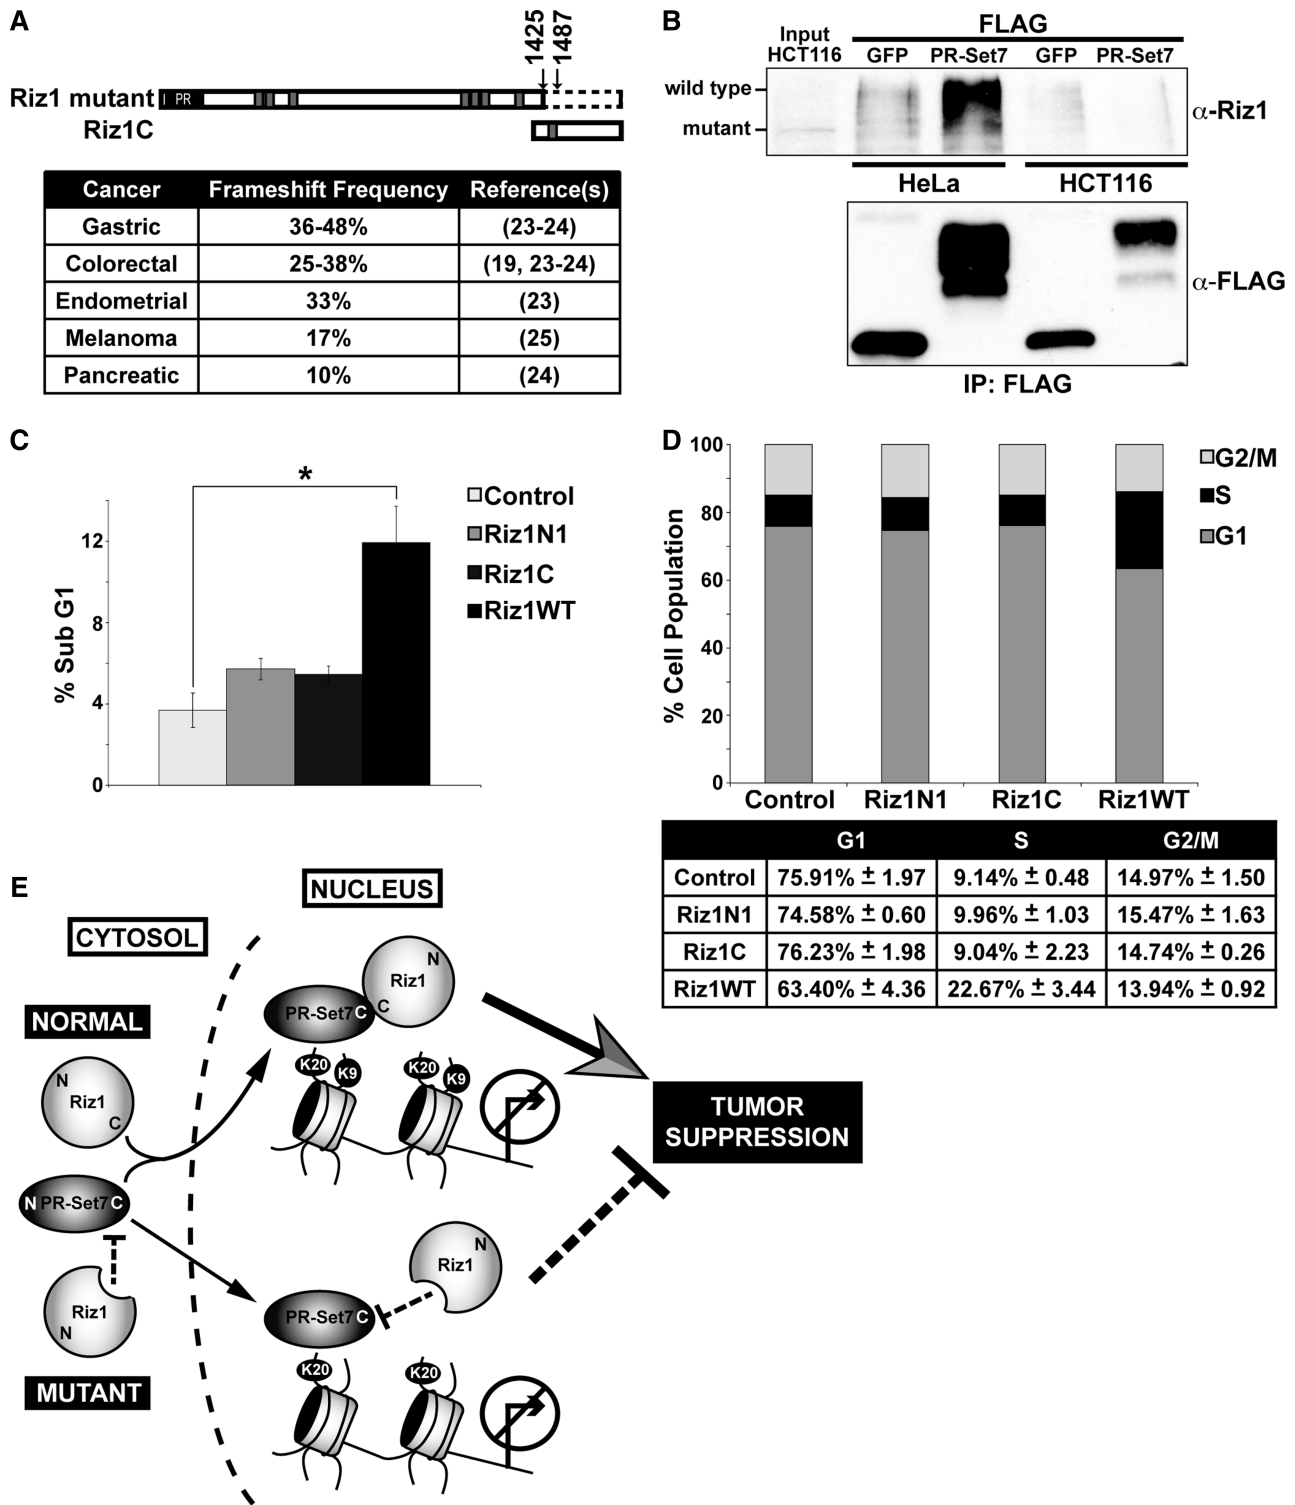 A
1425
1487
Riz1 mutant
I PR
Riz1C
Cancer Frameshift Frequency Reference(s)
Gastric 36-48% (23-24)
Colorectal 25-38% (19, 23-24)
Endometrial 33% (23)
Melanoma 17% (25)
Pancreatic 10% (24)
B
FLAG
Input
HCT116 GFP PR-Set7 GFP PR-Set7
wild type
mutant
α-Riz1
HeLa HCT116
α-FLAG
IP: FLAG
C
*
% Sub G1
12
8
4
0
Control
Riz1N1
Riz1C
Riz1WT
D
% Cell Population
100
80
60
40
20
0
G2/M
S
G1
Control Riz1N1 Riz1C Riz1WT
G1 S G2/M
Control 75.91% ± 1.97 9.14% ± 0.48 14.97% ± 1.50
Riz1N1 74.58% ± 0.60 9.96% ± 1.03 15.47% ± 1.63
Riz1C 76.23% ± 1.98 9.04% ± 2.23 14.74% ± 0.26
Riz1WT 63.40% ± 4.36 22.67% ± 3.44 13.94% ± 0.92
E
NUCLEUS
CYTOSOL
N
Riz1
C
PR-Set7 C
NORMAL
N
Riz1
C
K20 K9 K20 K9
TUMOR
SUPPRESSION
N PR-Set7 C
N
Riz1
Riz1
N
PR-Set7 C
MUTANT
K20 K20